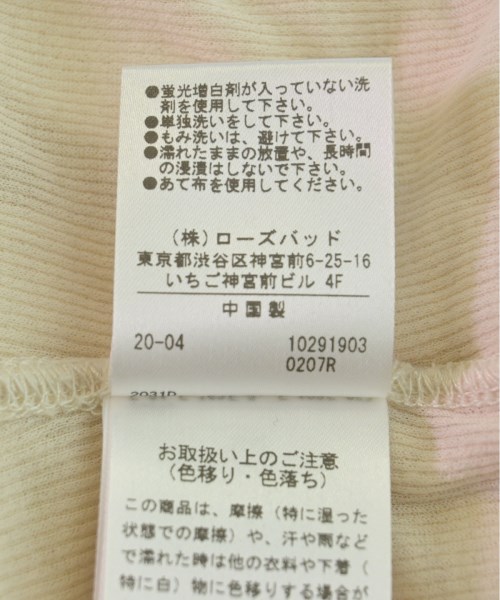 ●蛍光増白剤が入っていない洗
剤を使用して下さい。
●単独洗いをして下さい。
●もみ洗いは、避けて下さい。
●濡れたままの放置や、長時間
の浸漬はしないで下さい。
●あて布を使用してください。
(株)ローズバッド
東京都渋谷区神宮前6-25-16
いちご神宮前ビル 4F
中国製
20-04 10291903
0207R
お取扱い上のご注意
(色移り・色落ち)
この商品は、摩擦(特に湿った
状態での摩擦)や、汗や雨など
で濡れた時は他の衣料や下着(
特に白)物に色移りする場合が